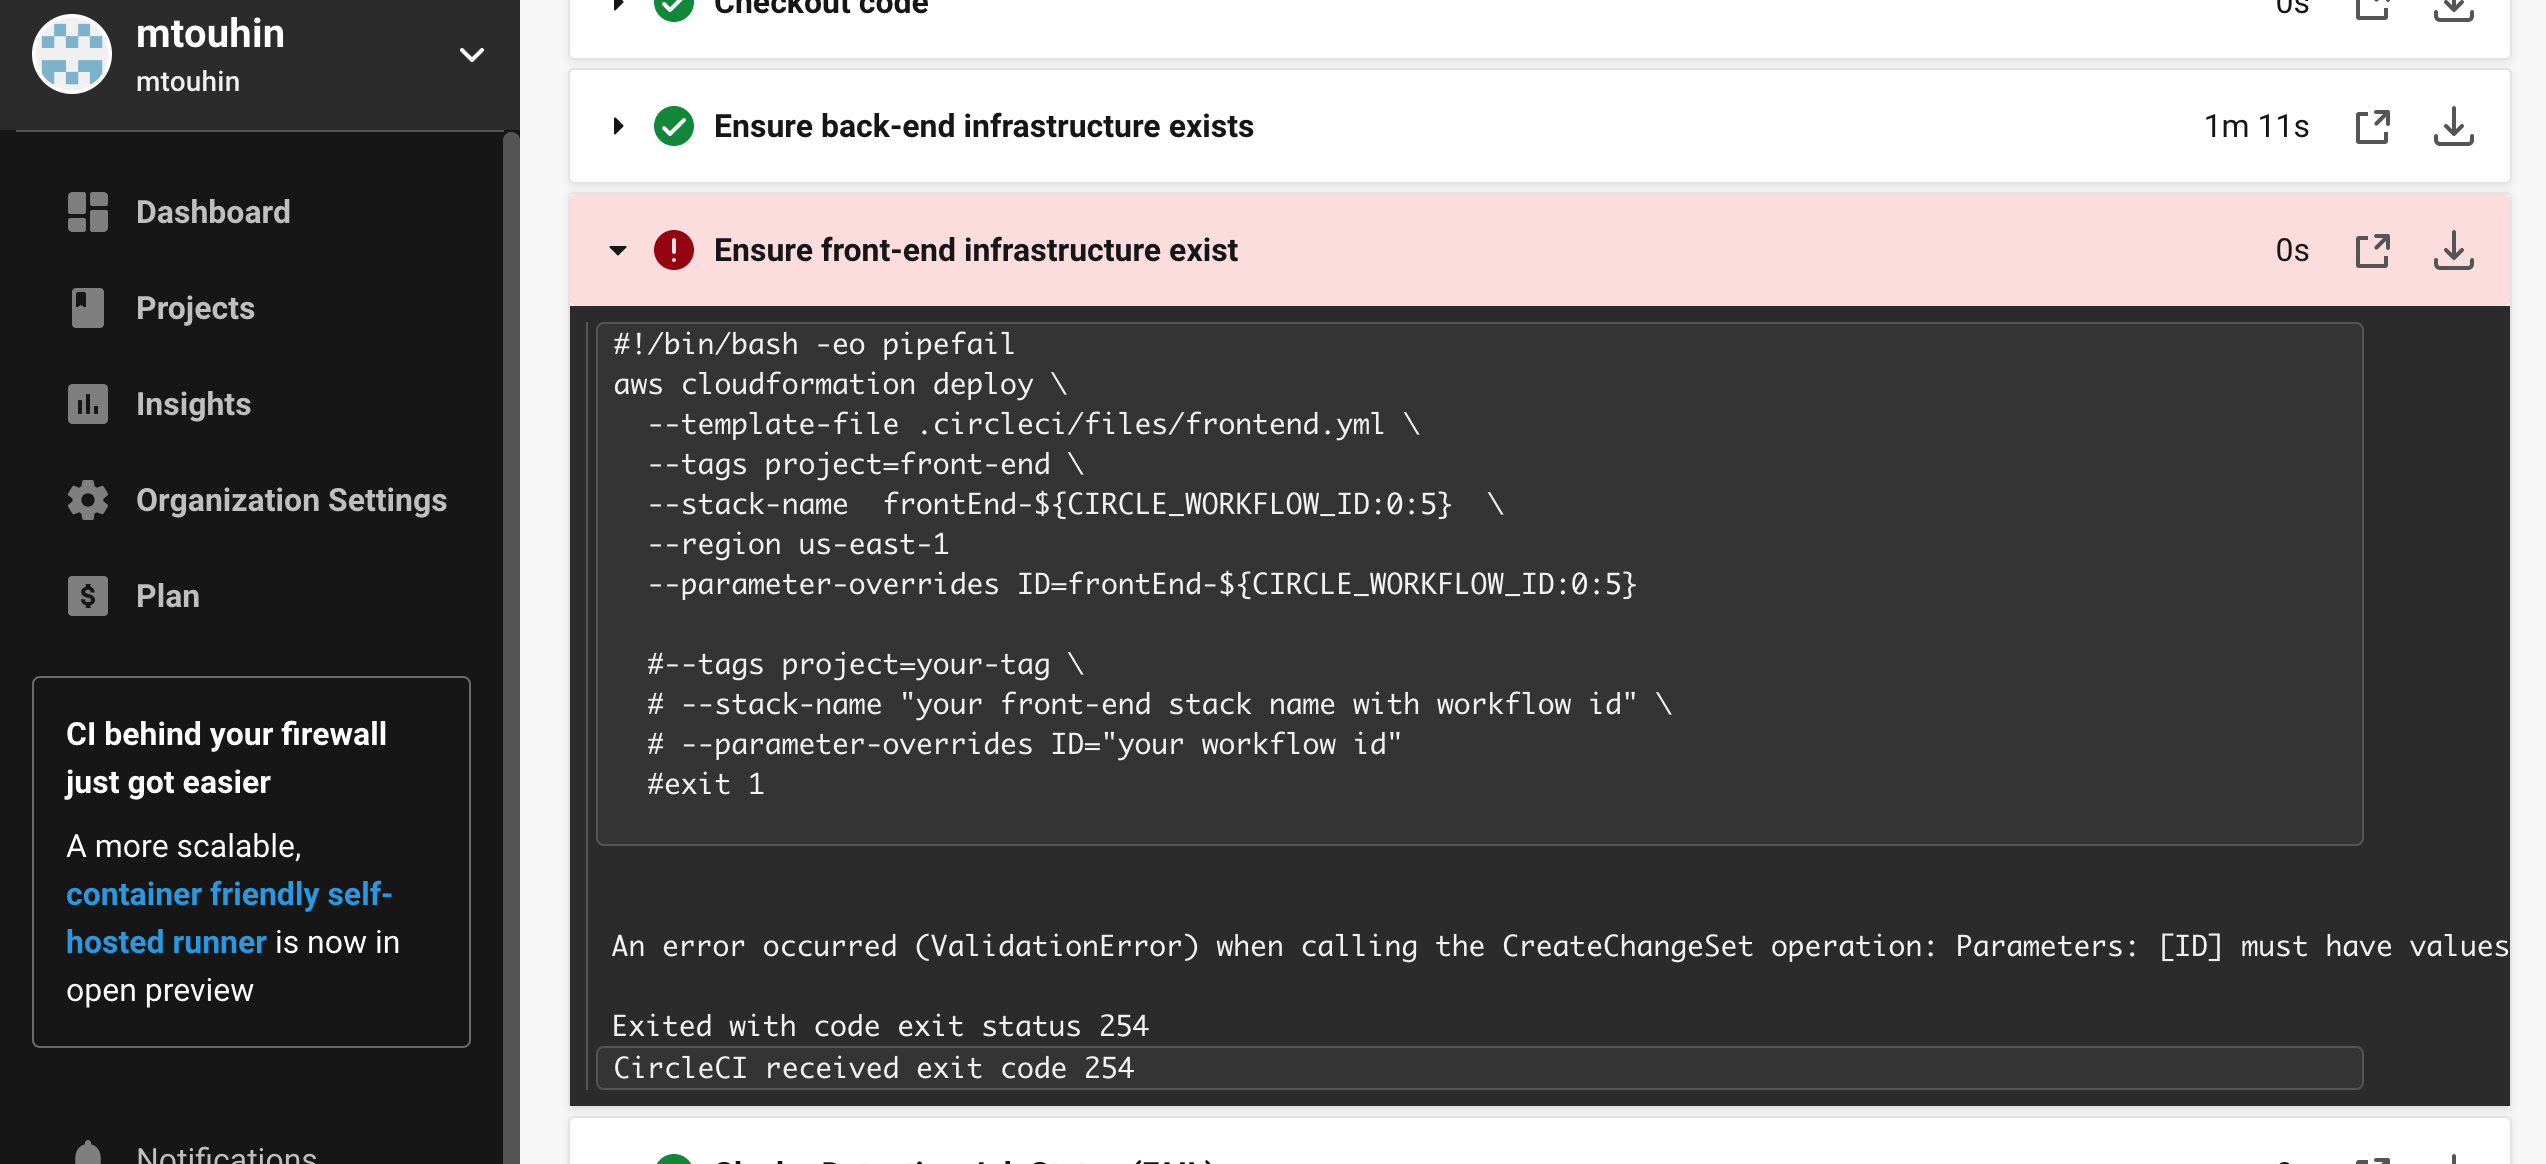 mtouhin
mtouhin
Dashboard
Projects
Insights
Organization Settings
Plan
CI behind your firewall
just got easier
A more scalable,
container friendly self-
hosted runner is now in
open preview
Notifications
Checkout code
0s
Ensure back-end infrastructure exists
1m 11s
Ensure front-end infrastructure exist
0s
#!/bin/bash -eo pipefail
aws cloudformation deploy \
  --template-file .circleci/files/frontend.yml \
  --tags project=front-end \
  --stack-name  frontEnd-${CIRCLE_WORKFLOW_ID:0:5}  \
  --region us-east-1
  --parameter-overrides ID=frontEnd-${CIRCLE_WORKFLOW_ID:0:5}
  #--tags project=your-tag \
  # --stack-name "your front-end stack name with workflow id" \
  # --parameter-overrides ID="your workflow id"
  #exit 1
An error occurred (ValidationError) when calling the CreateChangeSet operation: Parameters: [ID] must have values
Exited with code exit status 254
CircleCI received exit code 254